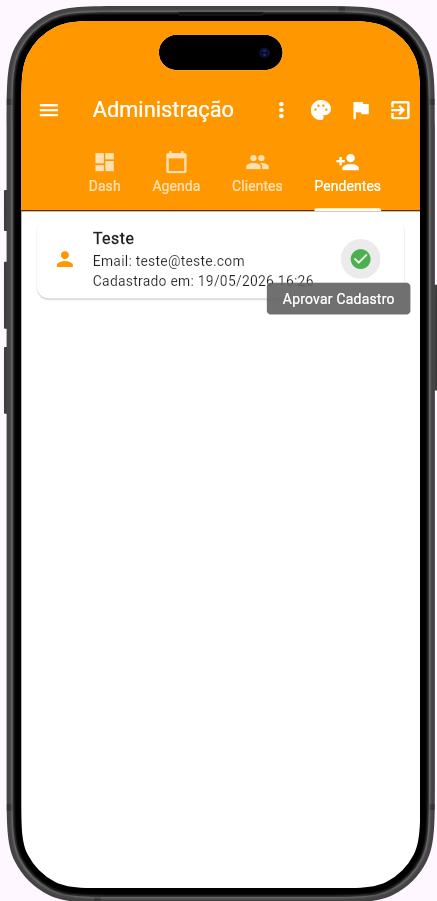 Administração
Dash
Agenda
Clientes
Pendentes
Teste
Email: teste@teste.com
Cadastrado em: 19/05/2026 16:26
Aprovar Cadastro